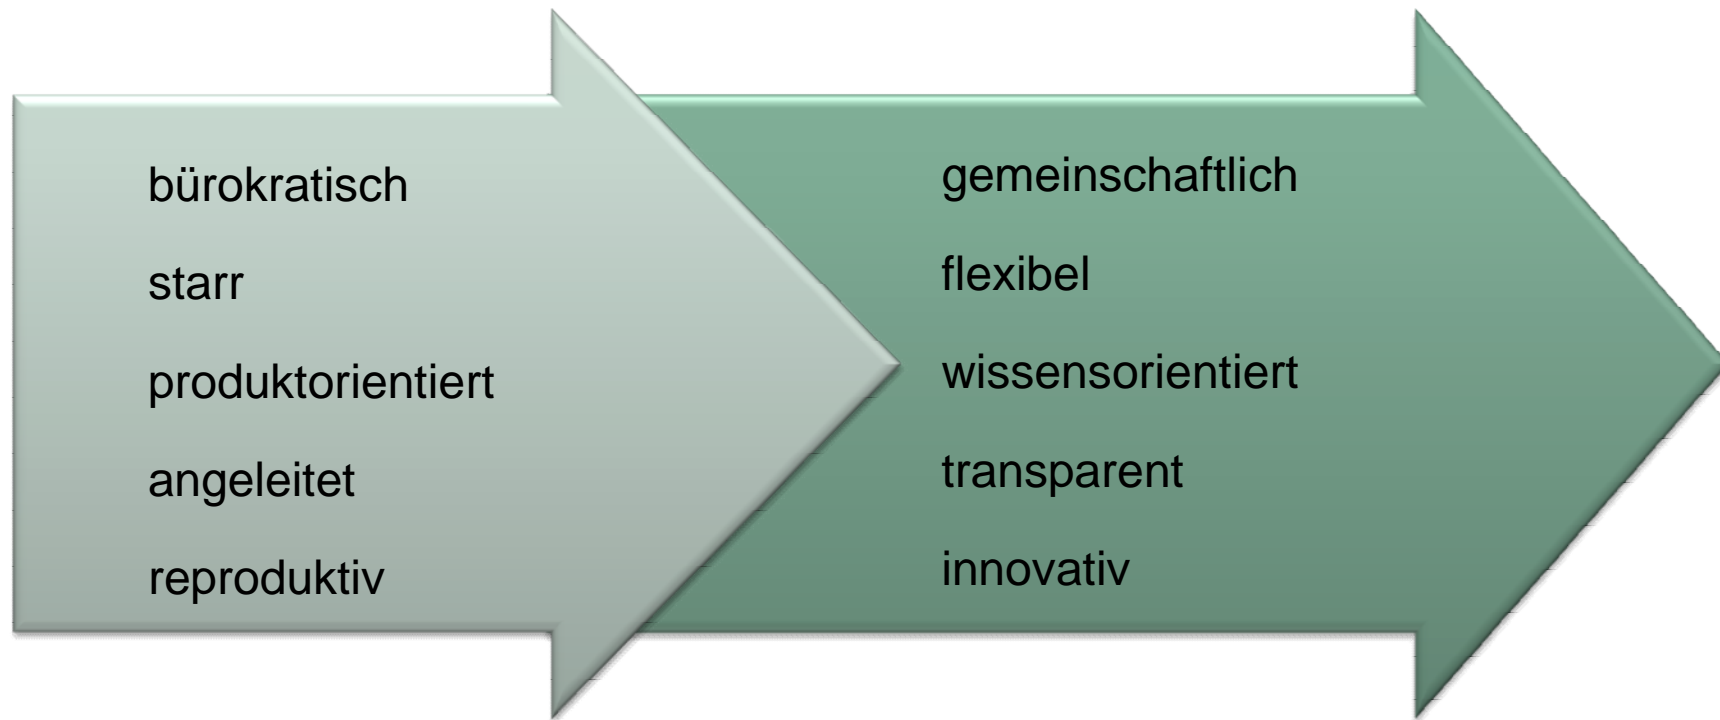 bürokratisch
starr
produktorientiert
angeleitet
reproduktiv
gemeinschaftlich
flexibel
wissensorientiert
transparent
innovativ